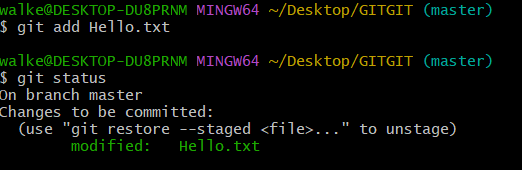 walke@DESKTOP-DU8PRNM MINGW64 ~/Desktop/GITGIT (master)
$ git add Hello.txt

walke@DESKTOP-DU8PRNM MINGW64 ~/Desktop/GITGIT (master)
$ git status
On branch master
Changes to be committed:
  (use "git restore --staged <file>..." to unstage)
        modified:   Hello.txt